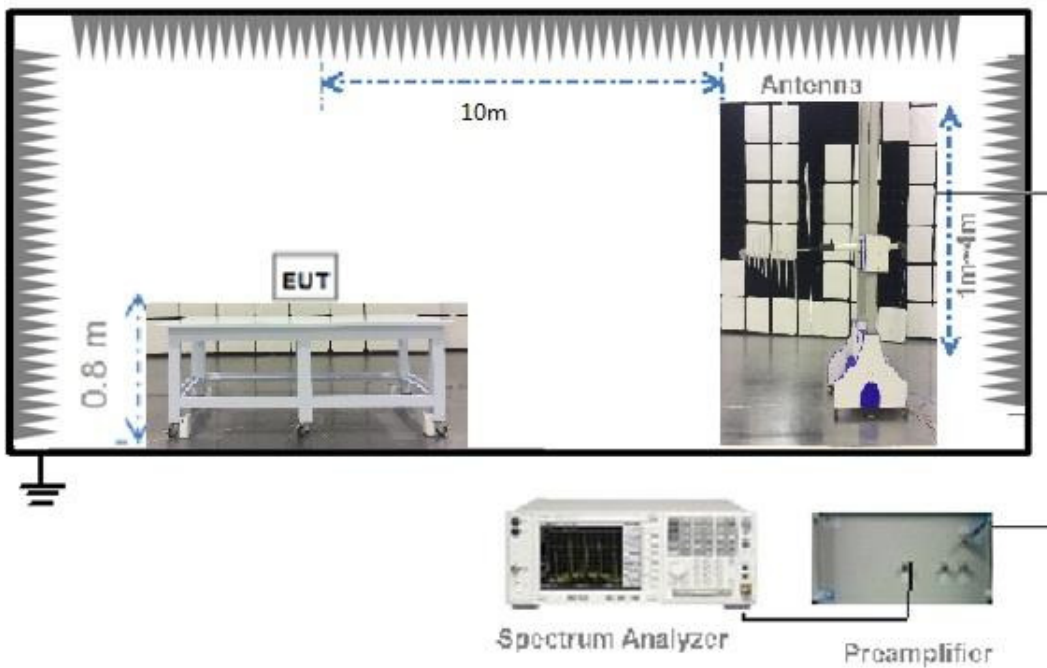 Antenna
10m
1m~4m
EUT
0.8 m
Spectrum Analyzer
Preamplifier